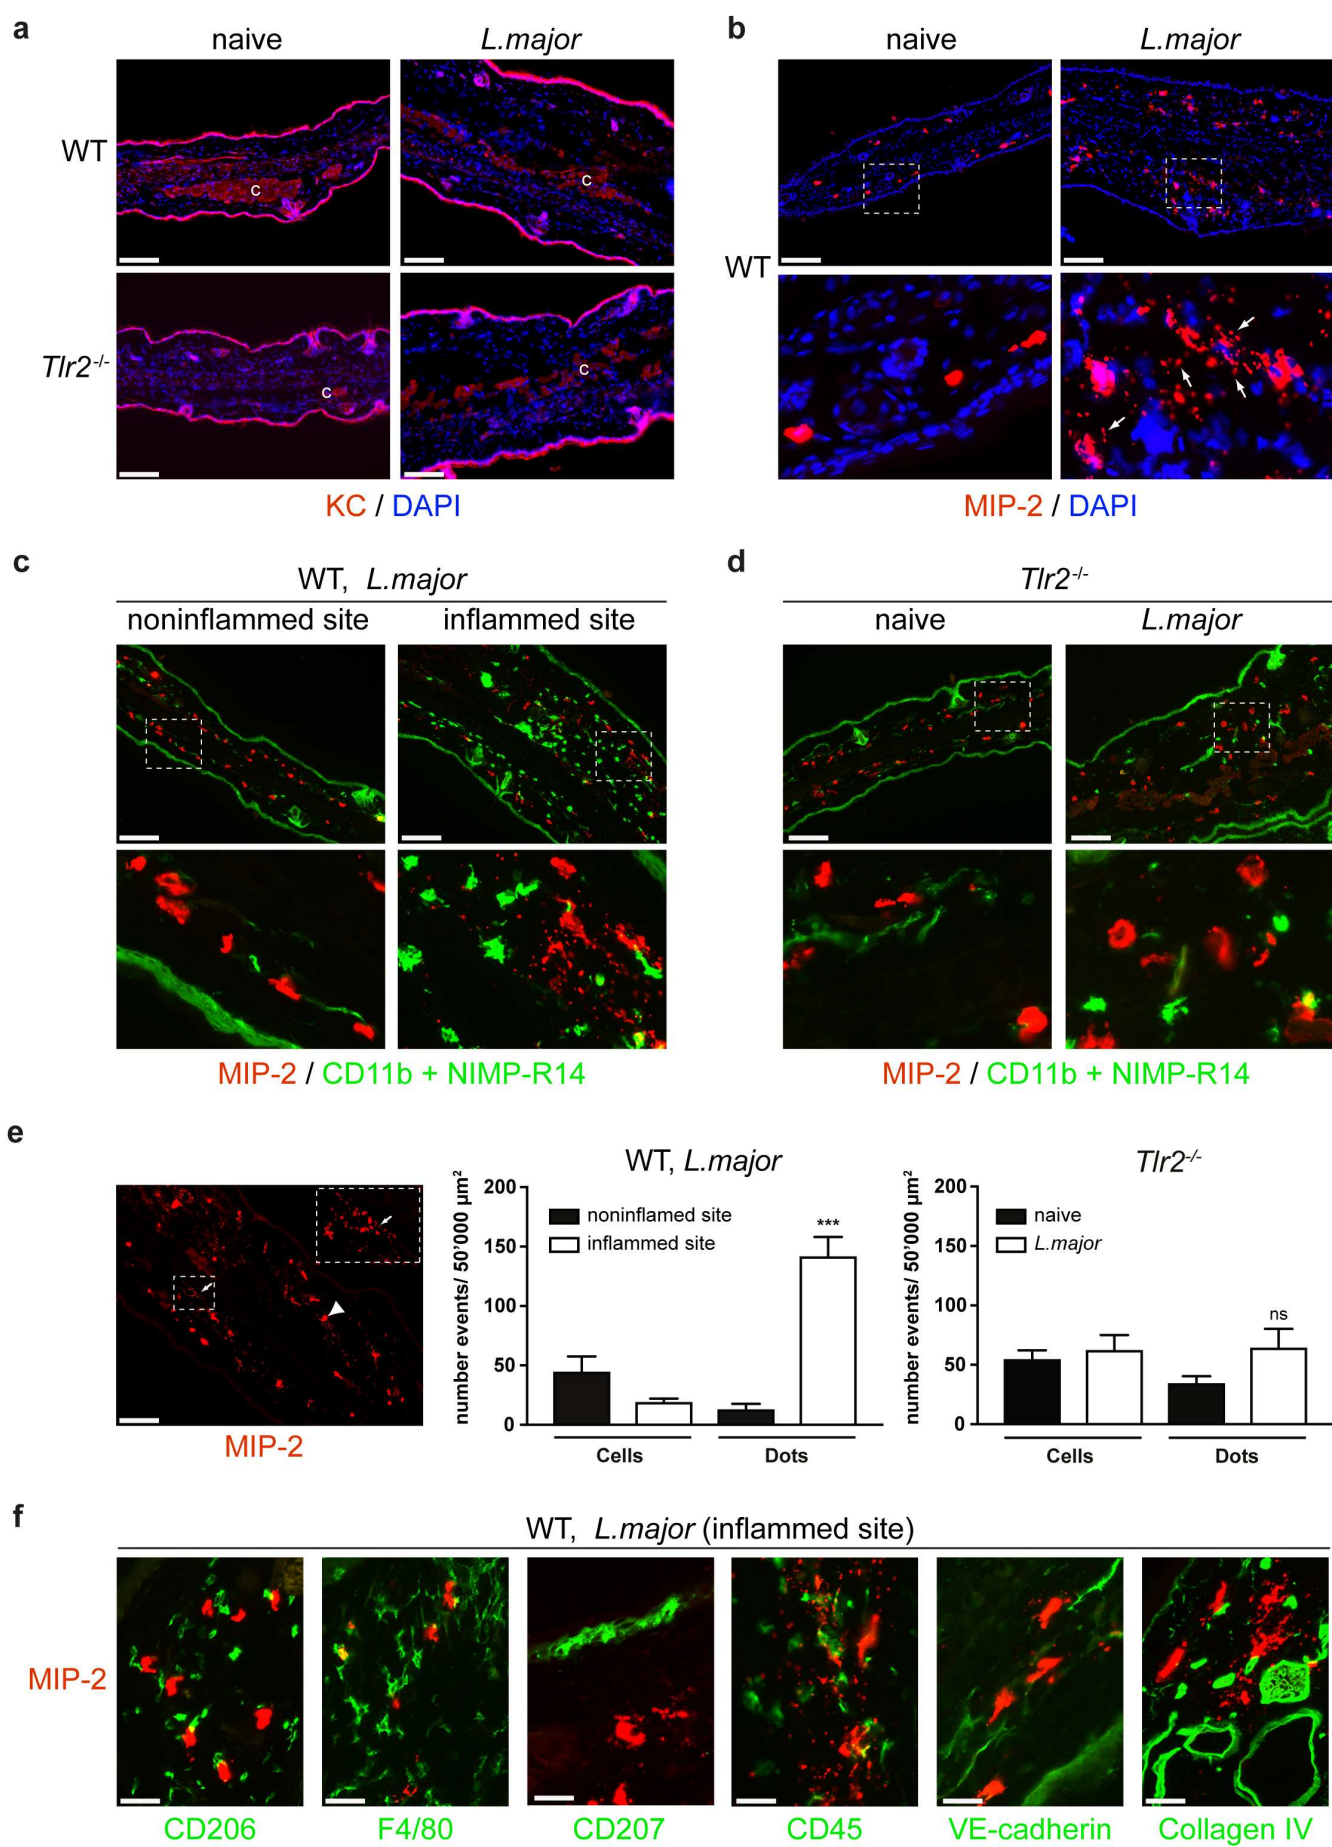 a
naive
L.major
WT
c
c
Tlr2-/-
c
c
KC / DAPI
b
naive
L.major
WT
MIP-2 / DAPI
c
WT, L.major
noninflammed site
inflammed site
MIP-2 / CD11b + NIMP-R14
d
Tlr2-/-
naive
L.major
MIP-2 / CD11b + NIMP-R14
e
MIP-2
WT, L.major
number events/ 50'000 µm2
200
150
100
50
0
noninflamed site
inflammed site
***
Cells
Dots
Tlr2-/-
number events/ 50'000 µm2
200
150
100
50
0
naive
L.major
ns
Cells
Dots
f
WT, L.major (inflammed site)
MIP-2
CD206
F4/80
CD207
CD45
VE-cadherin
Collagen IV